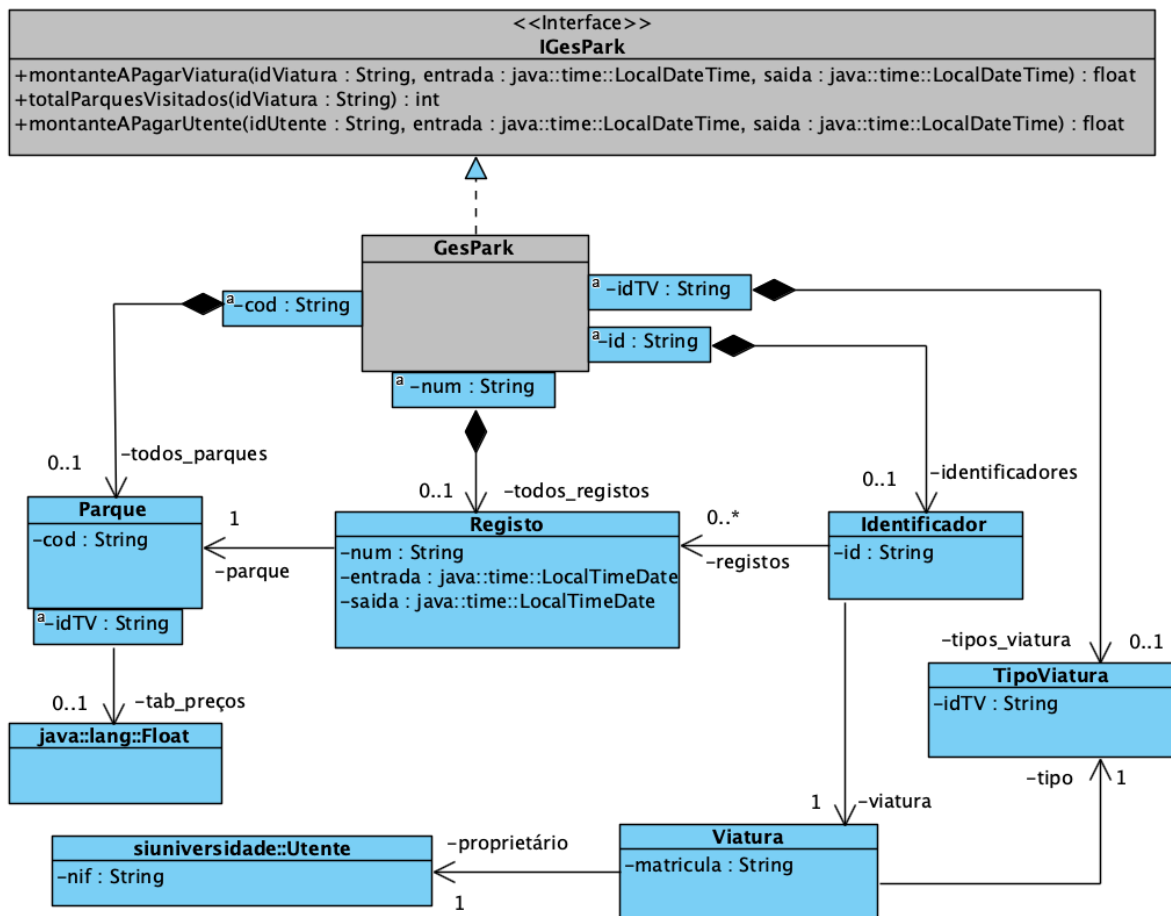 <<Interface>>
IGesPark
+montanteAPagarViatura(idViatura : String, entrada : java::time::LocalDateTime, saida : java::time::LocalDateTime) : float
+totalParquesVisitados(idViatura : String) : int
+montanteAPagarUtente(idUtente : String, entrada : java::time::LocalDateTime, saida : java::time::LocalDateTime) : float
GesPark
a -cod : String
a -idTV : String
a -id : String
a -num : String
0..1
-todos_parques
0..1
-todos_registos
0..1
-identificadores
Parque
-cod : String
a -idTV : String
1
-parque
Registo
-num : String
-entrada : java::time::LocalTimeDate
-saida : java::time::LocalTimeDate
0..*
-registos
Identificador
-id : String
-tipos_viatura
0..1
TipoViatura
-idTV : String
0..1
-tab_preços
java::lang::Float
-tipo
1
1
-viatura
Viatura
-matricula : String
-proprietário
1
siuniversidade::Utente
-nif : String